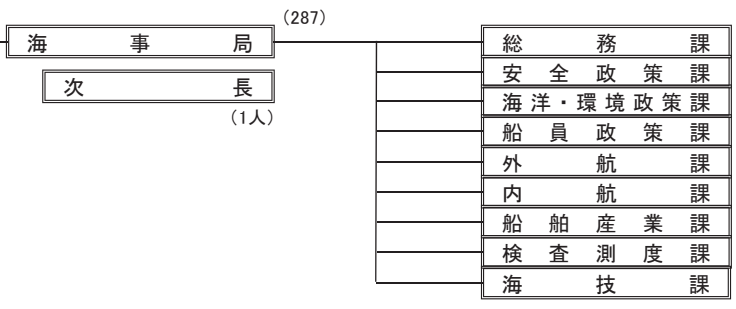 (287)
海事局
次長
(1人)
総務課
安全政策課
海洋・環境政策課
船員政策課
外航課
内航課
船舶産業課
検査測度課
海技課